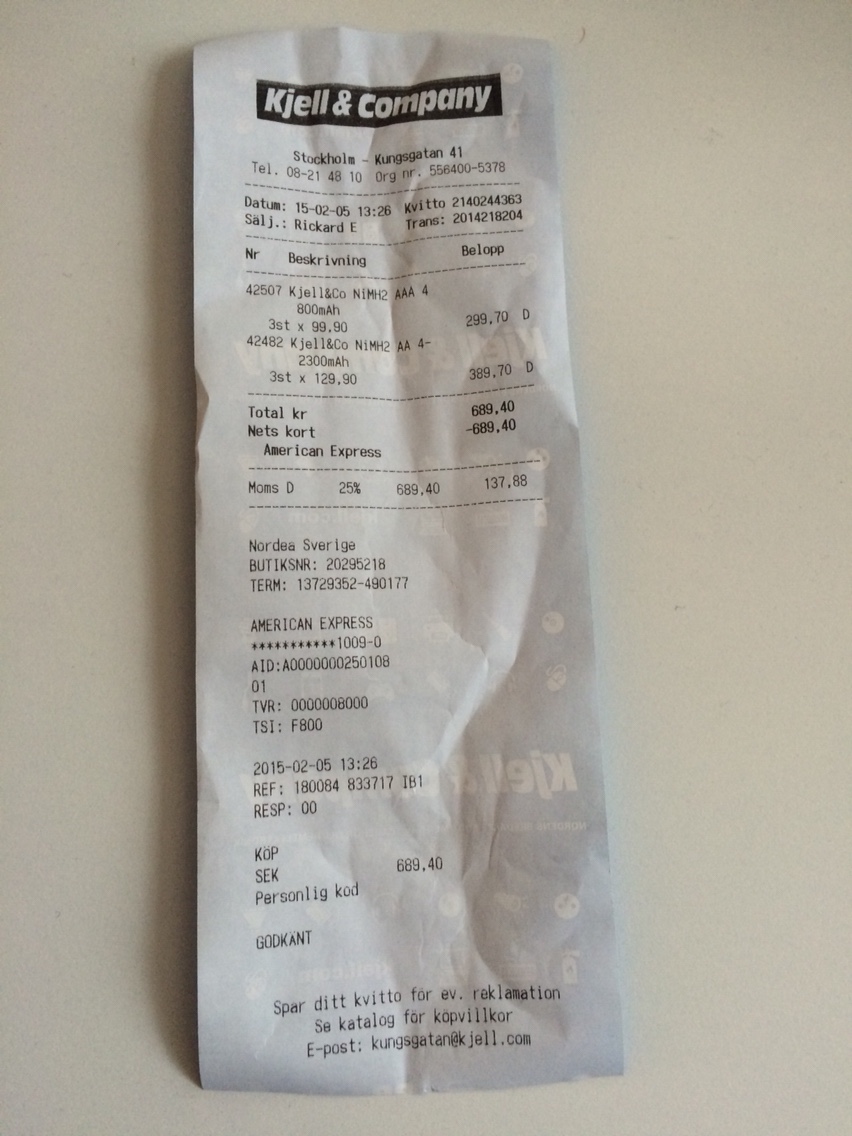 Kjell & Company
Stockholm - Kungsgatan 41
Tel. 08-21 48 10 Org nr. 556400-5378
Datum: 15-02-05 13:26 Kvitto 2140244363
Sälj.: Rickard E Trans: 2014218204
Nr Beskrivning Belopp
42507 Kjell&Co NiMH2 AAA 4
800mAh
3st x 99,90 299,70 D
42482 Kjell&Co NiMH2 AA 4-
2300mAh
3st x 129,90 389,70 D
Total kr 689,40
Nets kort -689,40
American Express
Moms D 25% 689,40 137,88
Nordea Sverige
BUTIKSNR: 20295218
TERM: 13729352-490177
AMERICAN EXPRESS
***********1009-0
AID:A0000000250108
01
TVR: 0000008000
TSI: F800
2015-02-05 13:26
REF: 180084 833717 IB1
RESP: 00
KÖP
SEK 689,40
Personlig kod
GODKÄNT
Spar ditt kvitto för ev. reklamation
Se katalog för köpvillkor
E-post: kungsgatan@kjell.com